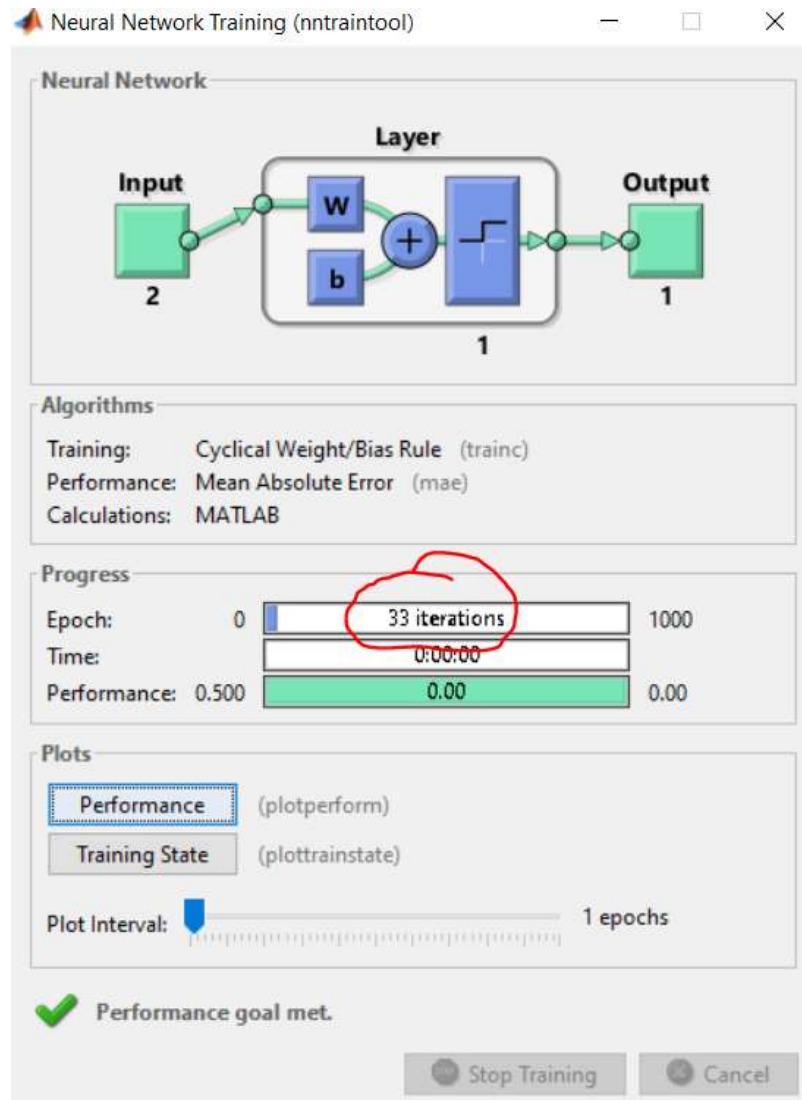 Neural Network Training (nntraintool)
Neural Network
Layer
Input
Output
W
b
+
2
1
1
Algorithms
Training: Cyclical Weight/Bias Rule (trainc)
Performance: Mean Absolute Error (mae)
Calculations: MATLAB
Progress
Epoch: 0 33 iterations 1000
Time: 0:00:00
Performance: 0.500 0.00 0.00
Plots
Performance (plotperform)
Training State (plottrainstate)
Plot Interval: 1 epochs
Performance goal met.
Stop Training Cancel